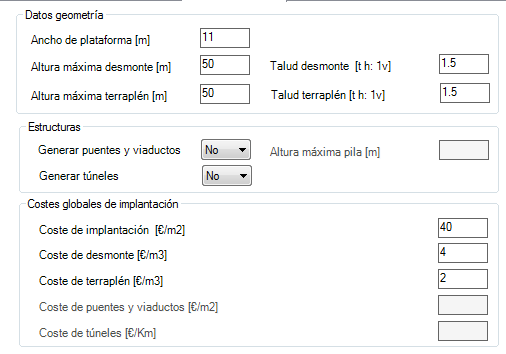 Datos geometría
Ancho de plataforma [m] 11
Altura máxima desmonte [m] 50 Talud desmonte [t h: 1v] 1.5
Altura máxima terraplén [m] 50 Talud terraplén [t h: 1v] 1.5
Estructuras
Generar puentes y viaductos No Altura máxima pila [m]
Generar túneles No
Costes globales de implantación
Coste de implantación [€/m2] 40
Coste de desmonte [€/m3] 4
Coste de terraplén [€/m3] 2
Coste de puentes y viaductos [€/m2]
Coste de túneles [€/Km]